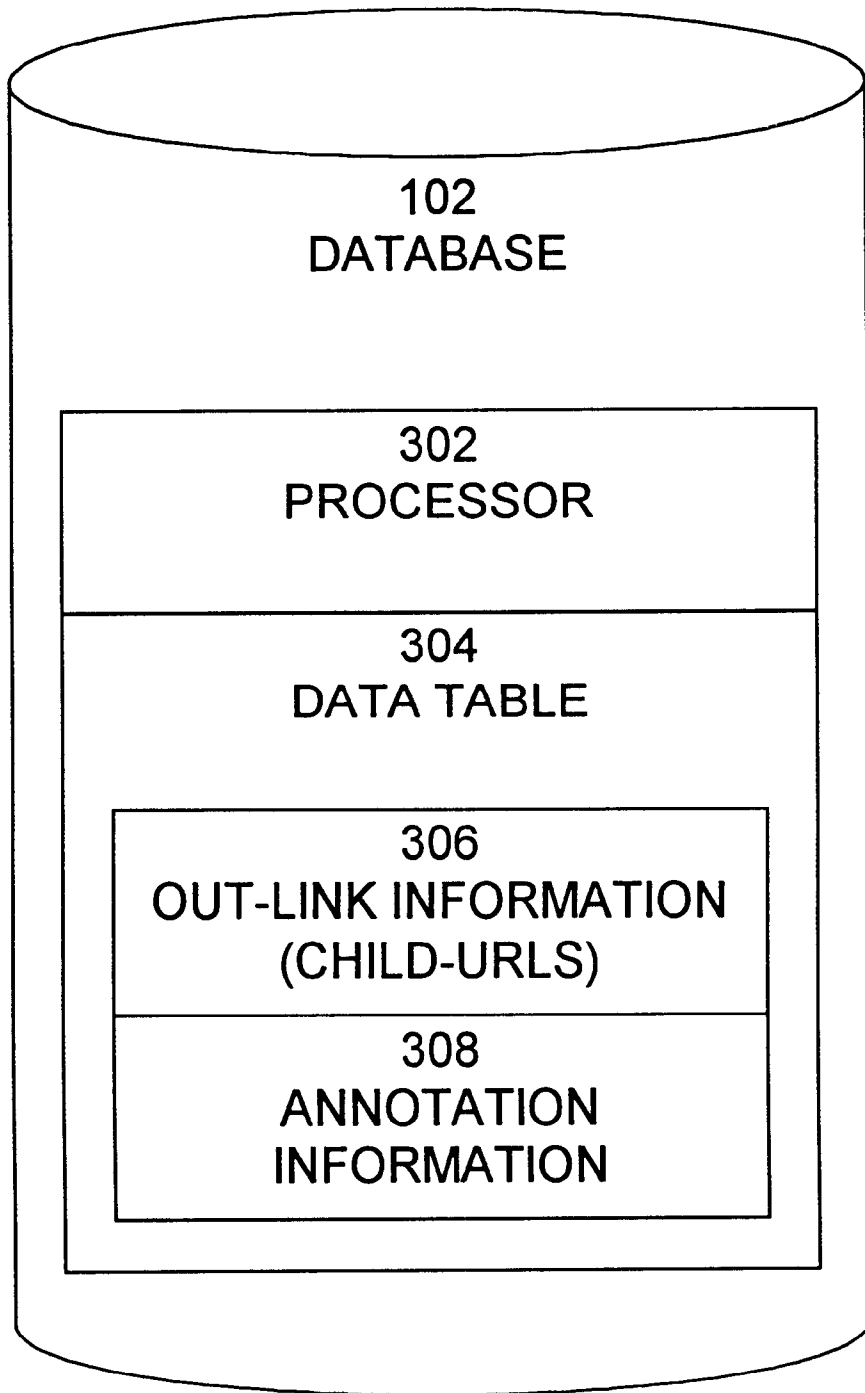 102
DATABASE
302
PROCESSOR
304
DATA TABLE
306
OUT-LINK INFORMATION
(CHILD-URLS)
308
ANNOTATION
INFORMATION